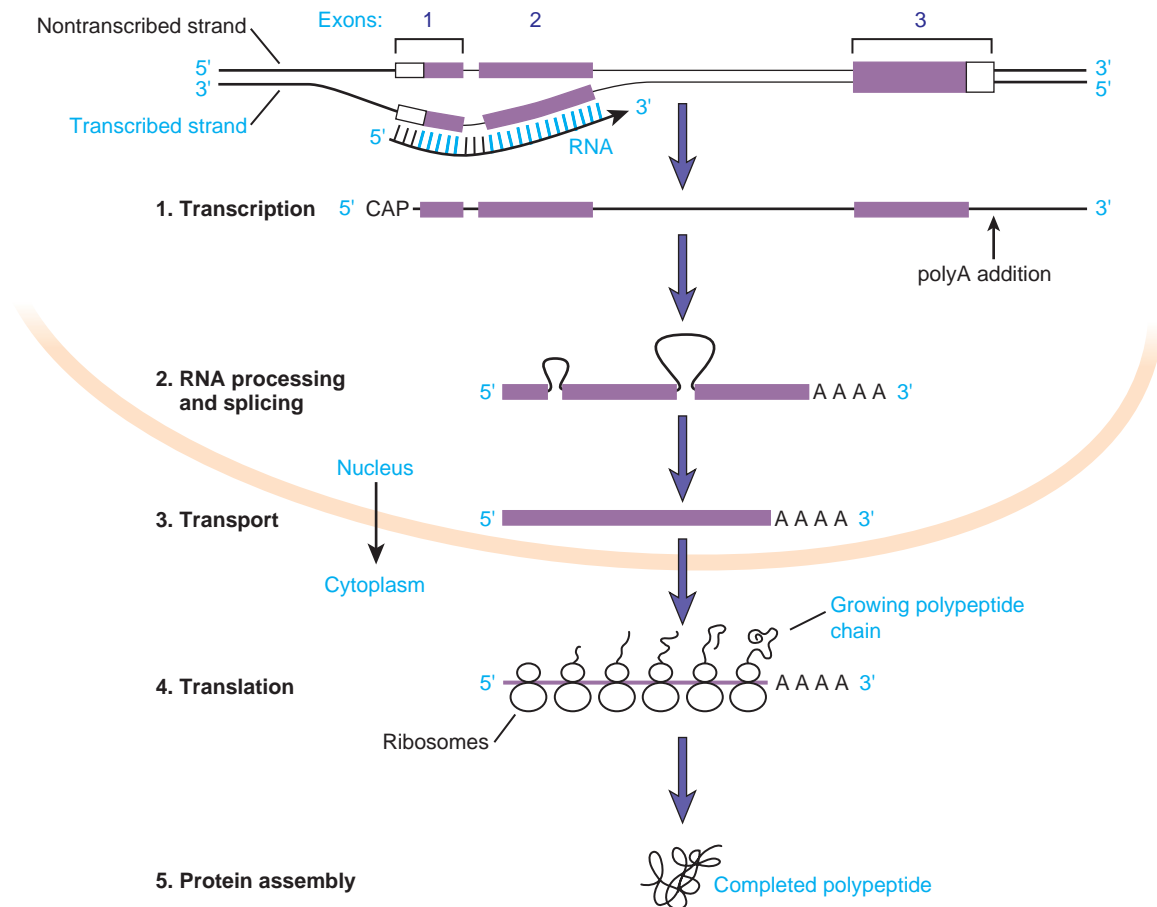 Exons: 1 2 3
Nontranscribed strand
5' 3'
3' 5'
Transcribed strand
5' 3'
RNA
1. Transcription 5' CAP 3'
polyA addition
2. RNA processing
and splicing
5' A A A A 3'
Nucleus
3. Transport 5' A A A A 3'
Cytoplasm
Growing polypeptide
chain
4. Translation 5' A A A A 3'
Ribosomes
5. Protein assembly Completed polypeptide